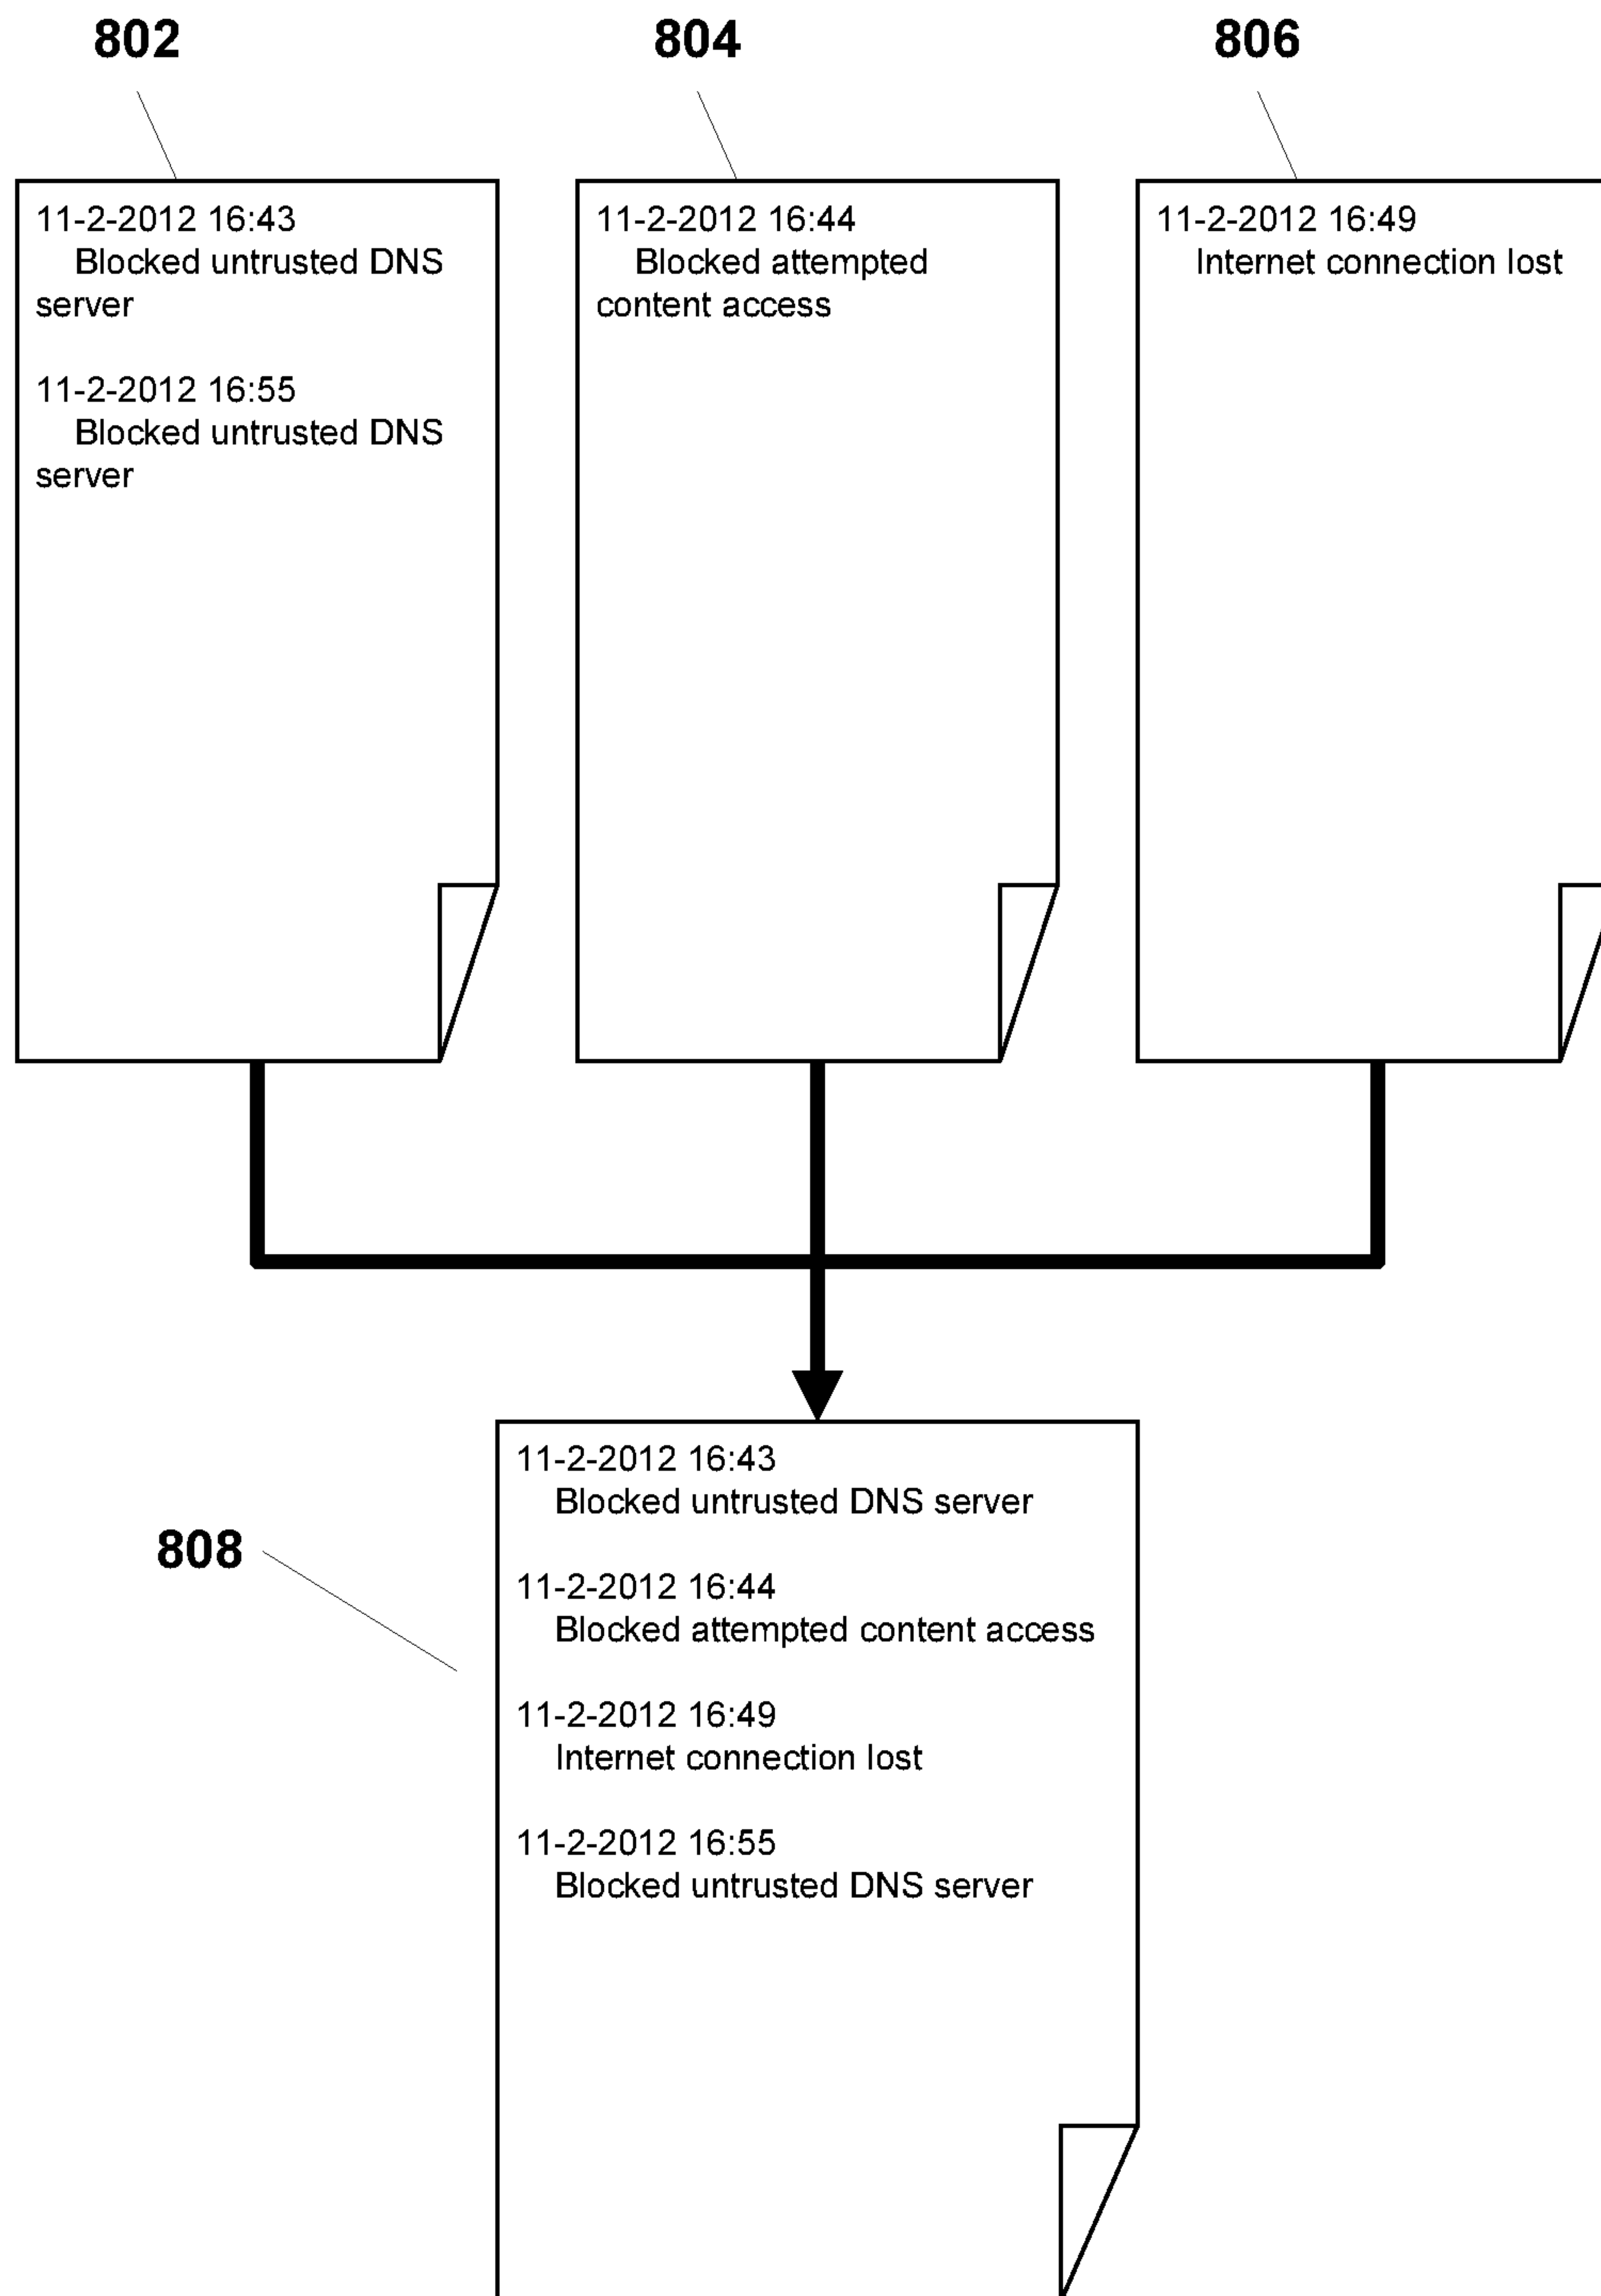 802
804
806
11-2-2012 16:43
Blocked untrusted DNS
server
11-2-2012 16:55
Blocked untrusted DNS
server
11-2-2012 16:44
Blocked attempted
content access
11-2-2012 16:49
Internet connection lost
808
11-2-2012 16:43
Blocked untrusted DNS server
11-2-2012 16:44
Blocked attempted content access
11-2-2012 16:49
Internet connection lost
11-2-2012 16:55
Blocked untrusted DNS server